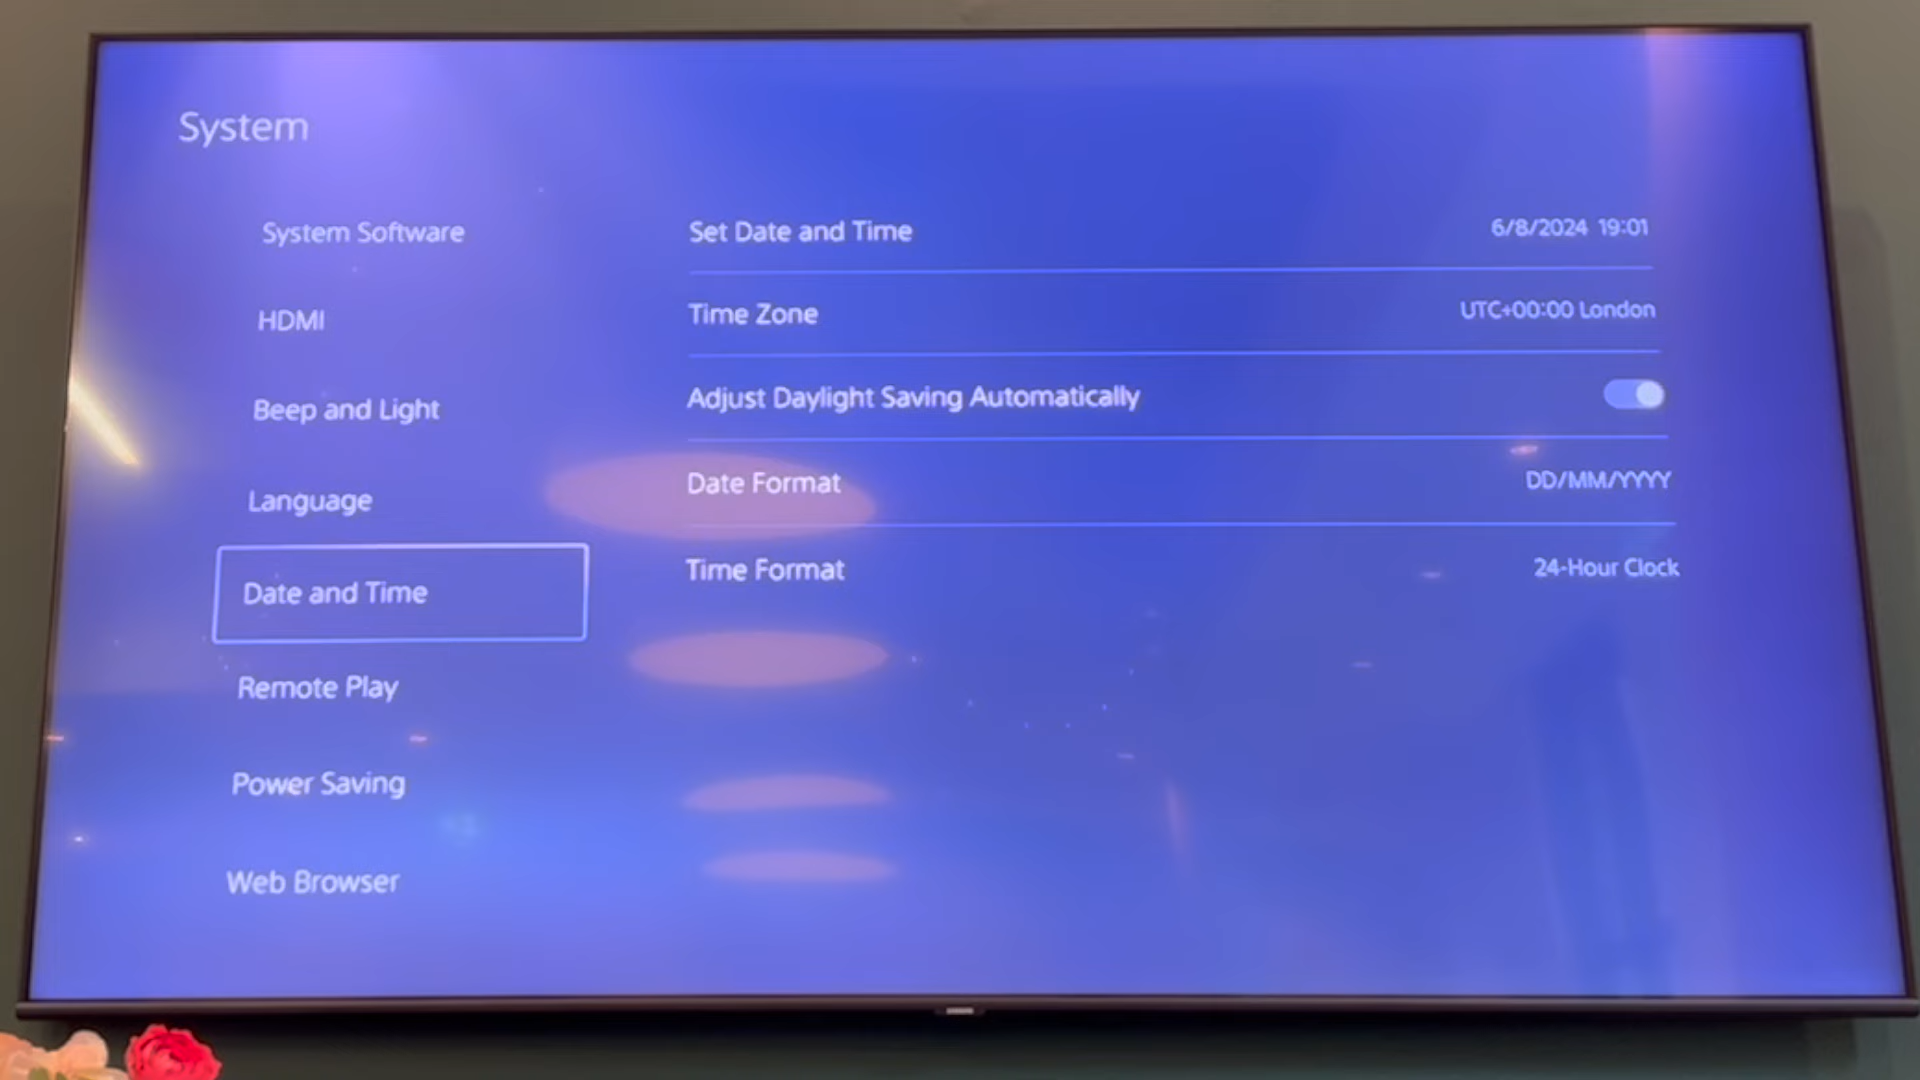 System
System Software
HDMI
Beep and Light
Language
Date and Time
Remote Play
Power Saving
Web Browser
Set Date and Time 6/8/2024 19:01
Time Zone UTC+00:00 London
Adjust Daylight Saving Automatically
Date Format DD/MM/YYYY
Time Format 24-Hour Clock